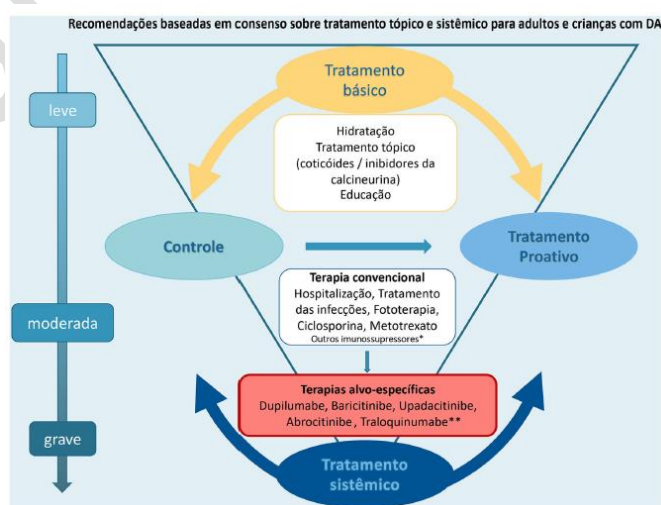 Recomendações baseadas em consenso sobre tratamento tópico e sistêmico para adultos e crianças com DA
Tratamento
básico
leve
Hidratação
Tratamento tópico
(coticóides / inibidores da
calcineurina)
Educação
Controle
Tratamento
Proativo
Terapia convencional
Hospitalização, Tratamento
das infecções, Fototerapia,
Ciclosporina, Metotrexato
Outros imunossupressores*
moderada
Terapias alvo-específicas
Dupilumabe, Baricitinibe, Upadacitinibe,
Abrocitinibe, Traloquinumabe**
grave
Tratamento
sistêmico